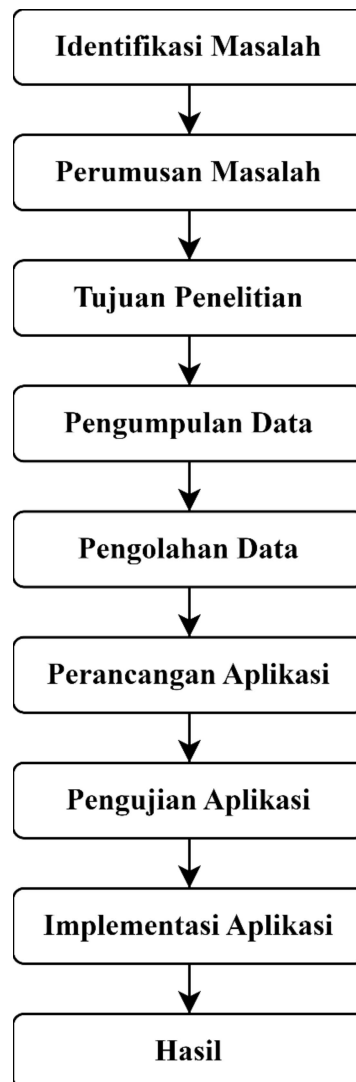 Identifikasi Masalah
Perumusan Masalah
Tujuan Penelitian
Pengumpulan Data
Pengolahan Data
Perancangan Aplikasi
Pengujian Aplikasi
Implementasi Aplikasi
Hasil